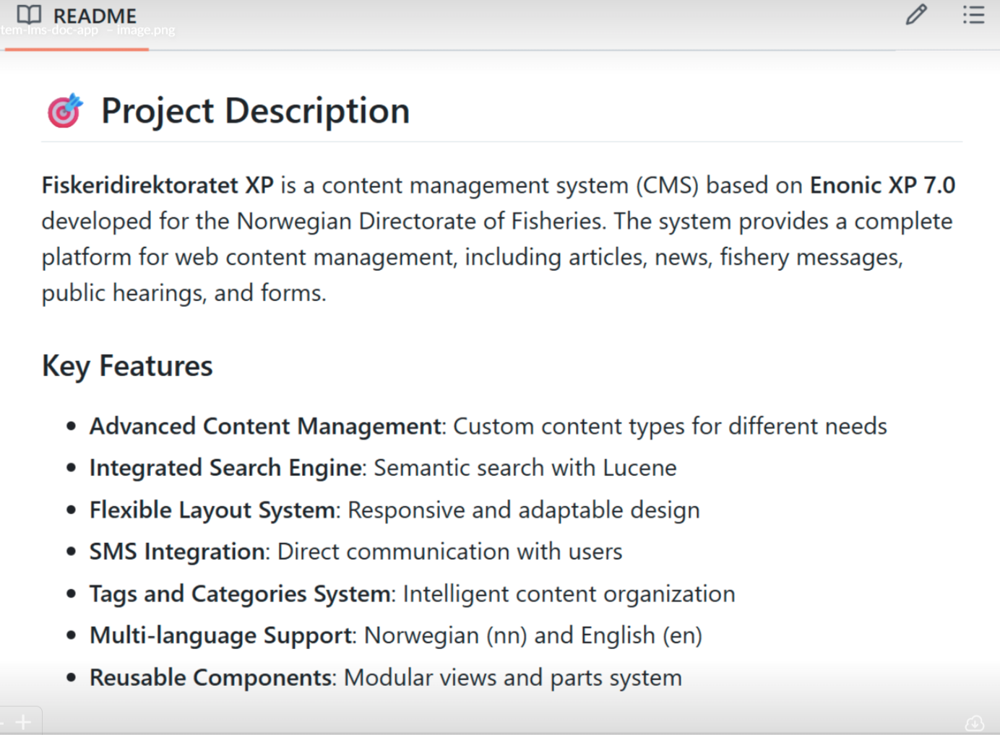 README
tem-lms-doc-app – image.png
Project Description
Fiskeridirektoratet XP is a content management system (CMS) based on Enonic XP 7.0
developed for the Norwegian Directorate of Fisheries. The system provides a complete
platform for web content management, including articles, news, fishery messages,
public hearings, and forms.
Key Features
• Advanced Content Management: Custom content types for different needs
• Integrated Search Engine: Semantic search with Lucene
• Flexible Layout System: Responsive and adaptable design
• SMS Integration: Direct communication with users
• Tags and Categories System: Intelligent content organization
• Multi-language Support: Norwegian (nn) and English (en)
• Reusable Components: Modular views and parts system